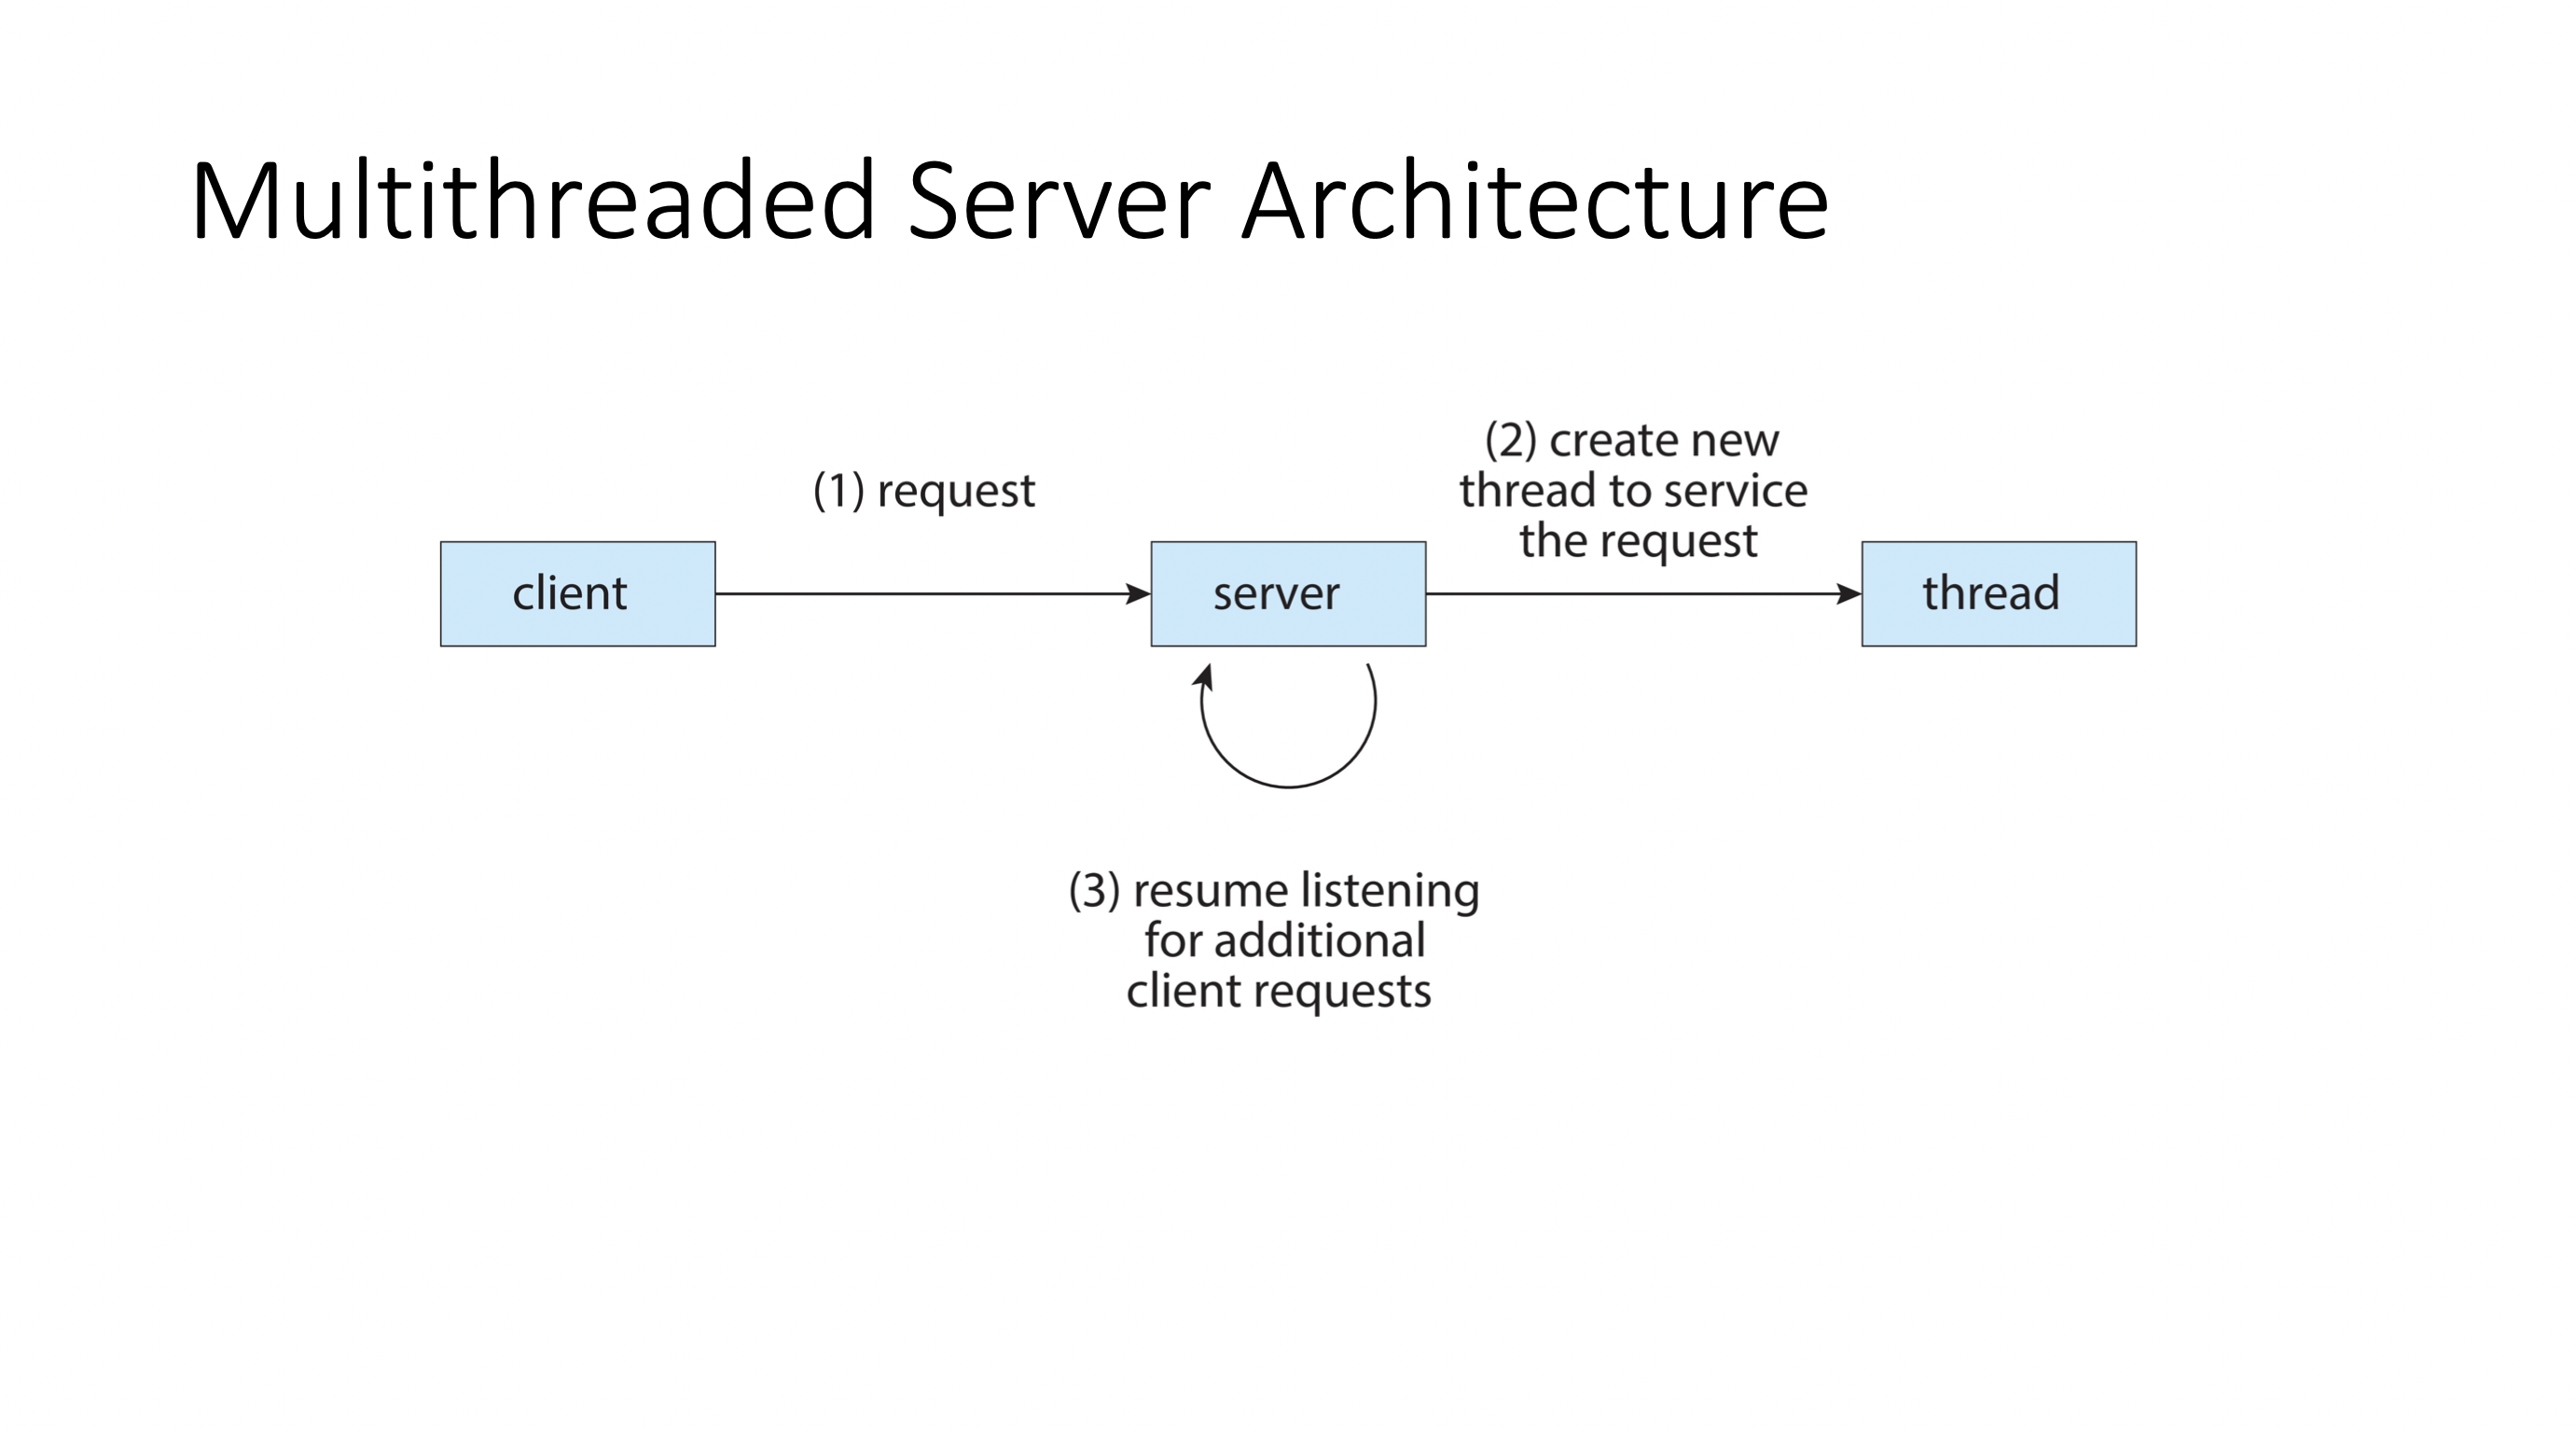 Multithreaded Server Architecture
(1) request
(2) create new
thread to service
the request
client
server
thread
(3) resume listening
for additional
client requests